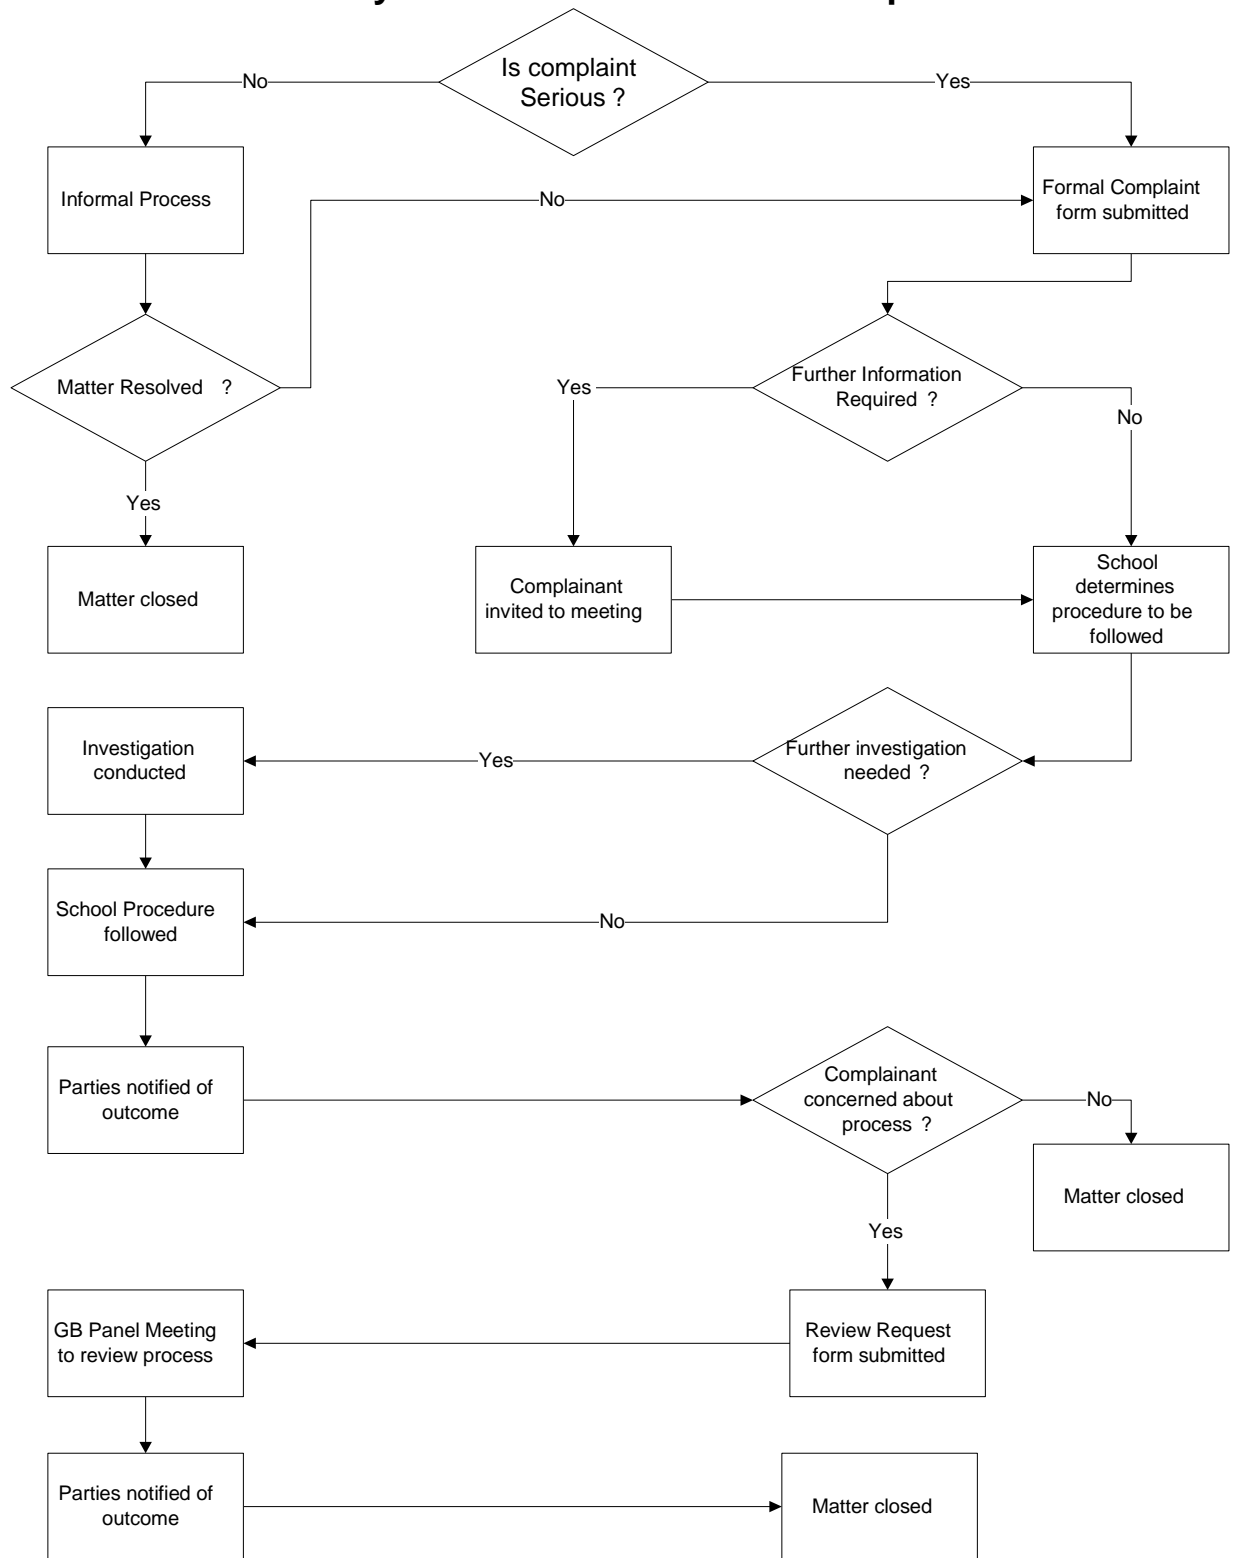 Is complaint
Serious ?
No
Yes
Informal Process
Formal Complaint
form submitted
No
Matter Resolved ?
Further Information
Required ?
Yes
No
Yes
Matter closed
Complainant
invited to meeting
School
determines
procedure to be
followed
Investigation
conducted
Yes
Further investigation
needed ?
School Procedure
followed
No
Parties notified of
outcome
Complainant
concerned about
process ?
No
Matter closed
Yes
GB Panel Meeting
to review process
Review Request
form submitted
Parties notified of
outcome
Matter closed